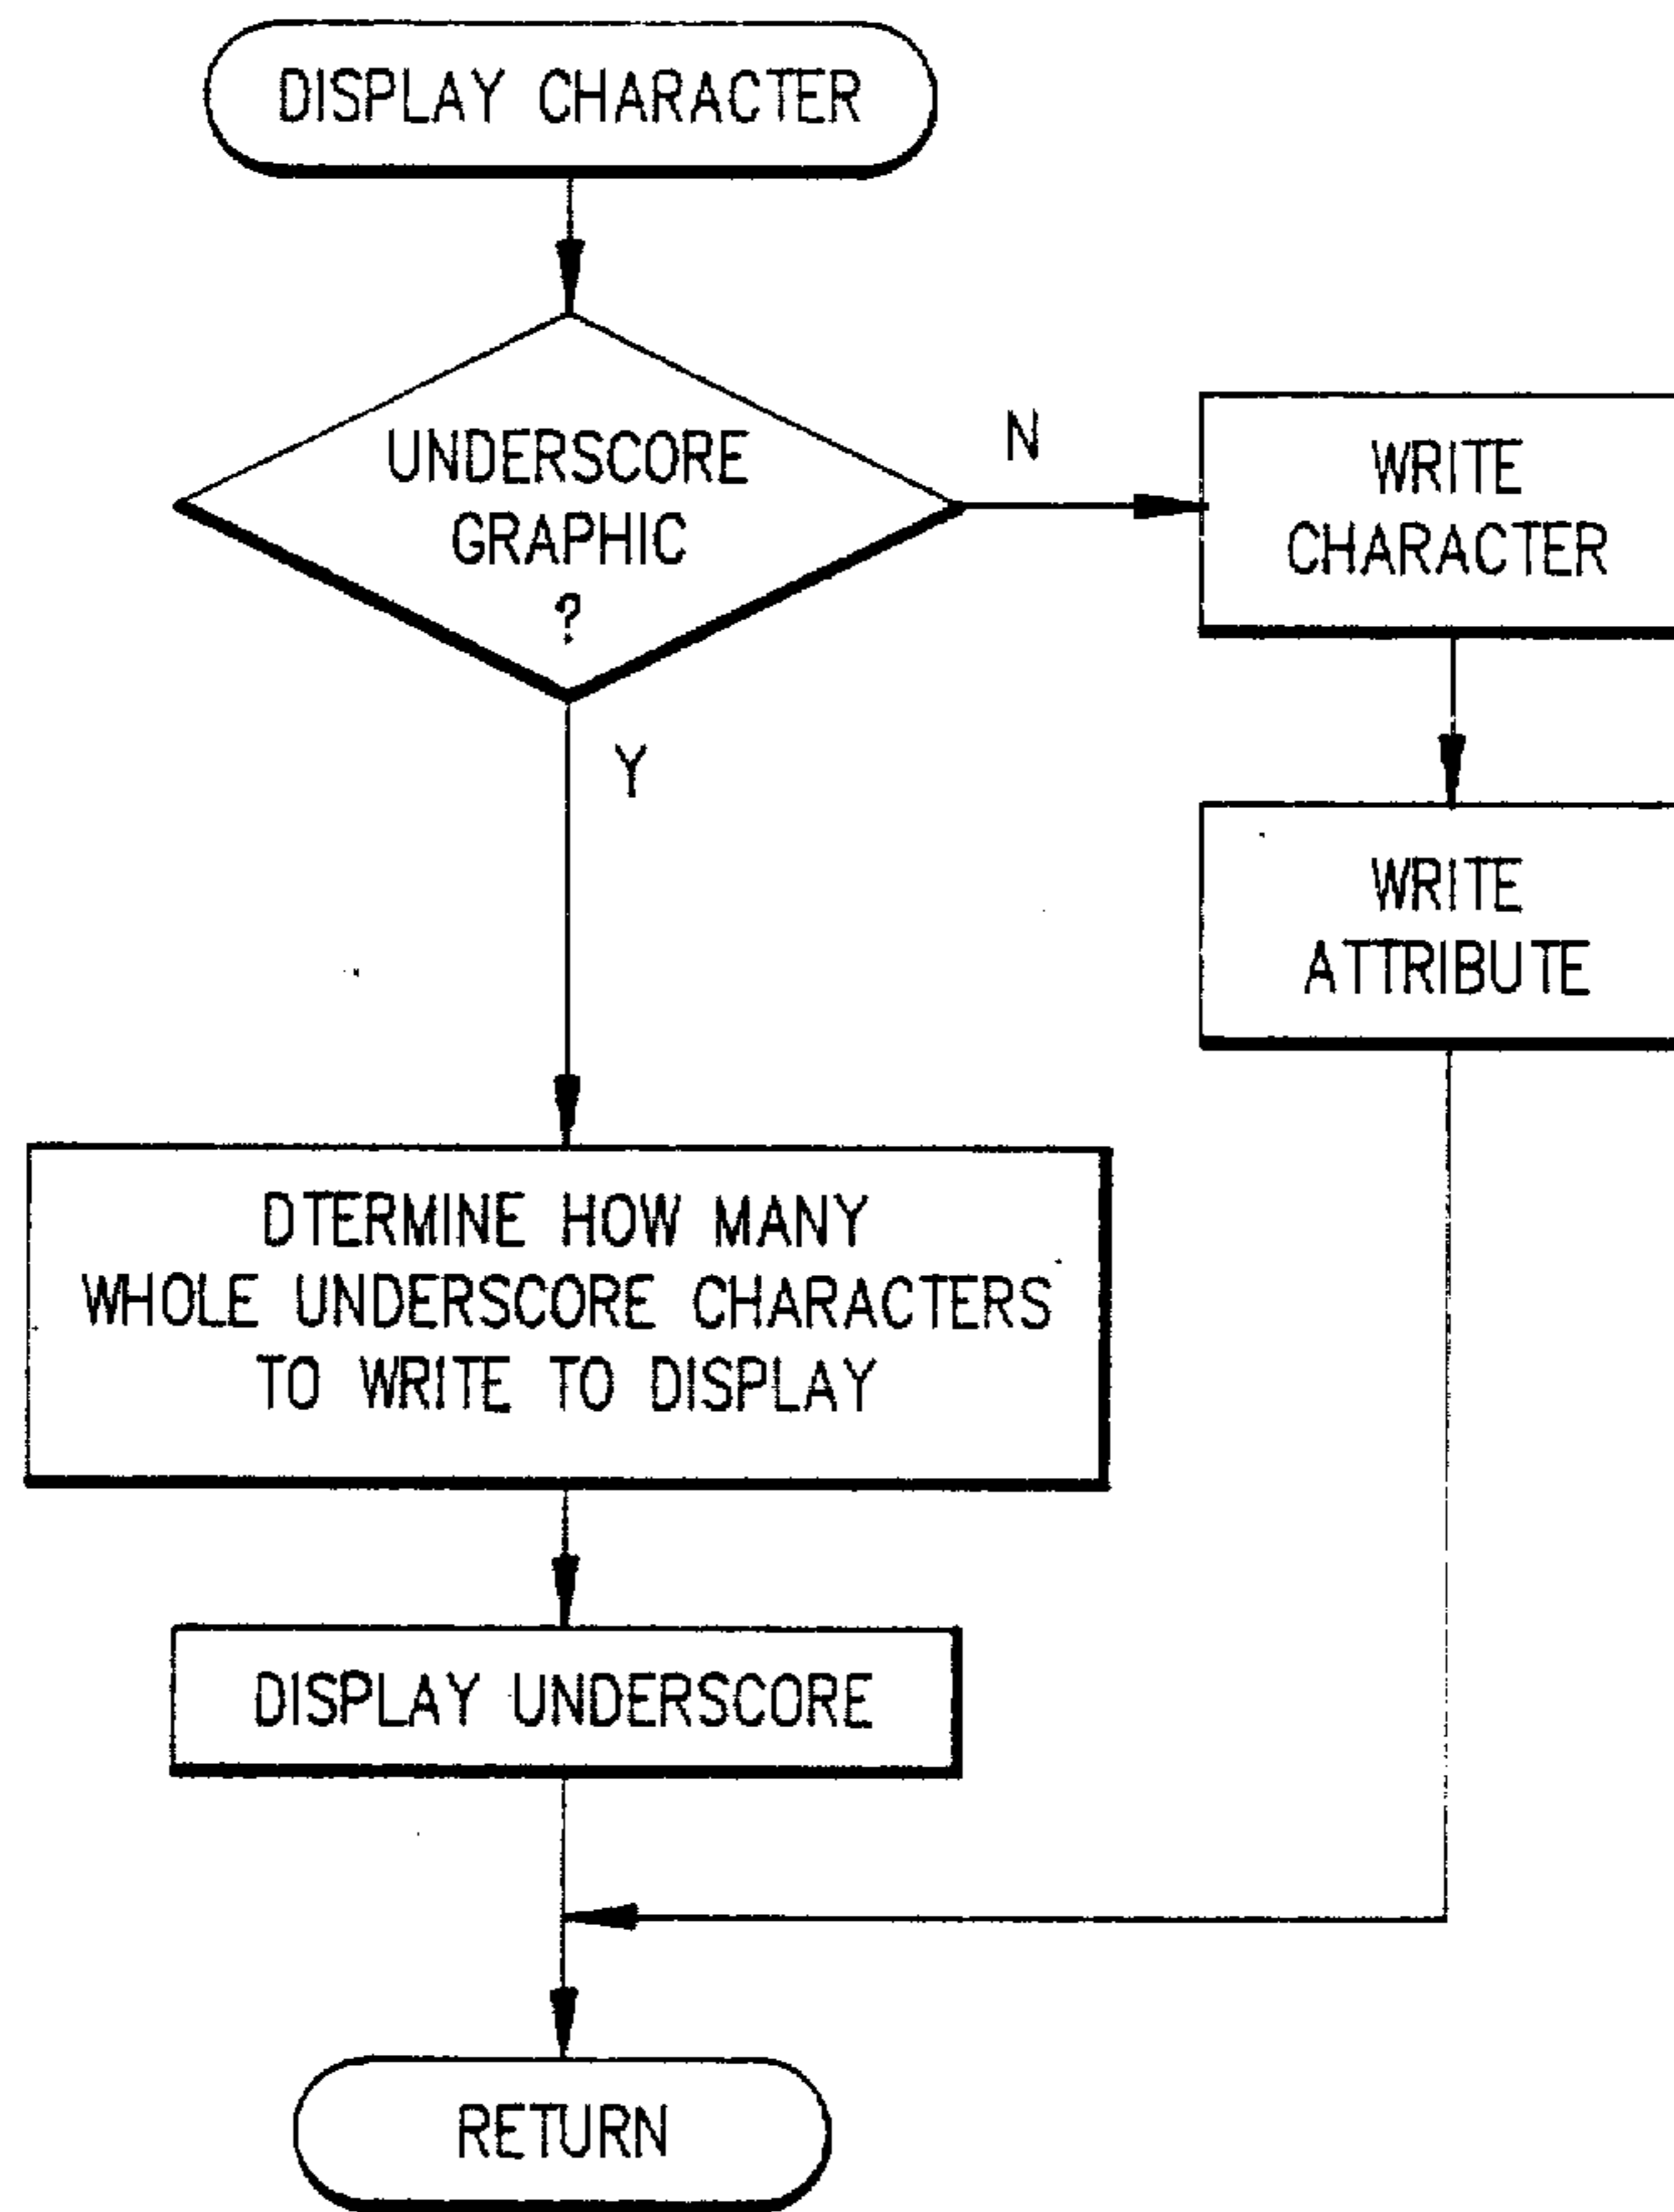 DISPLAY CHARACTER
UNDERSCORE
GRAPHIC
?
N
WRITE
CHARACTER
Y
WRITE
ATTRIBUTE
DTERMINE HOW MANY
WHOLE UNDERSCORE CHARACTERS
TO WRITE TO DISPLAY
DISPLAY UNDERSCORE
RETURN